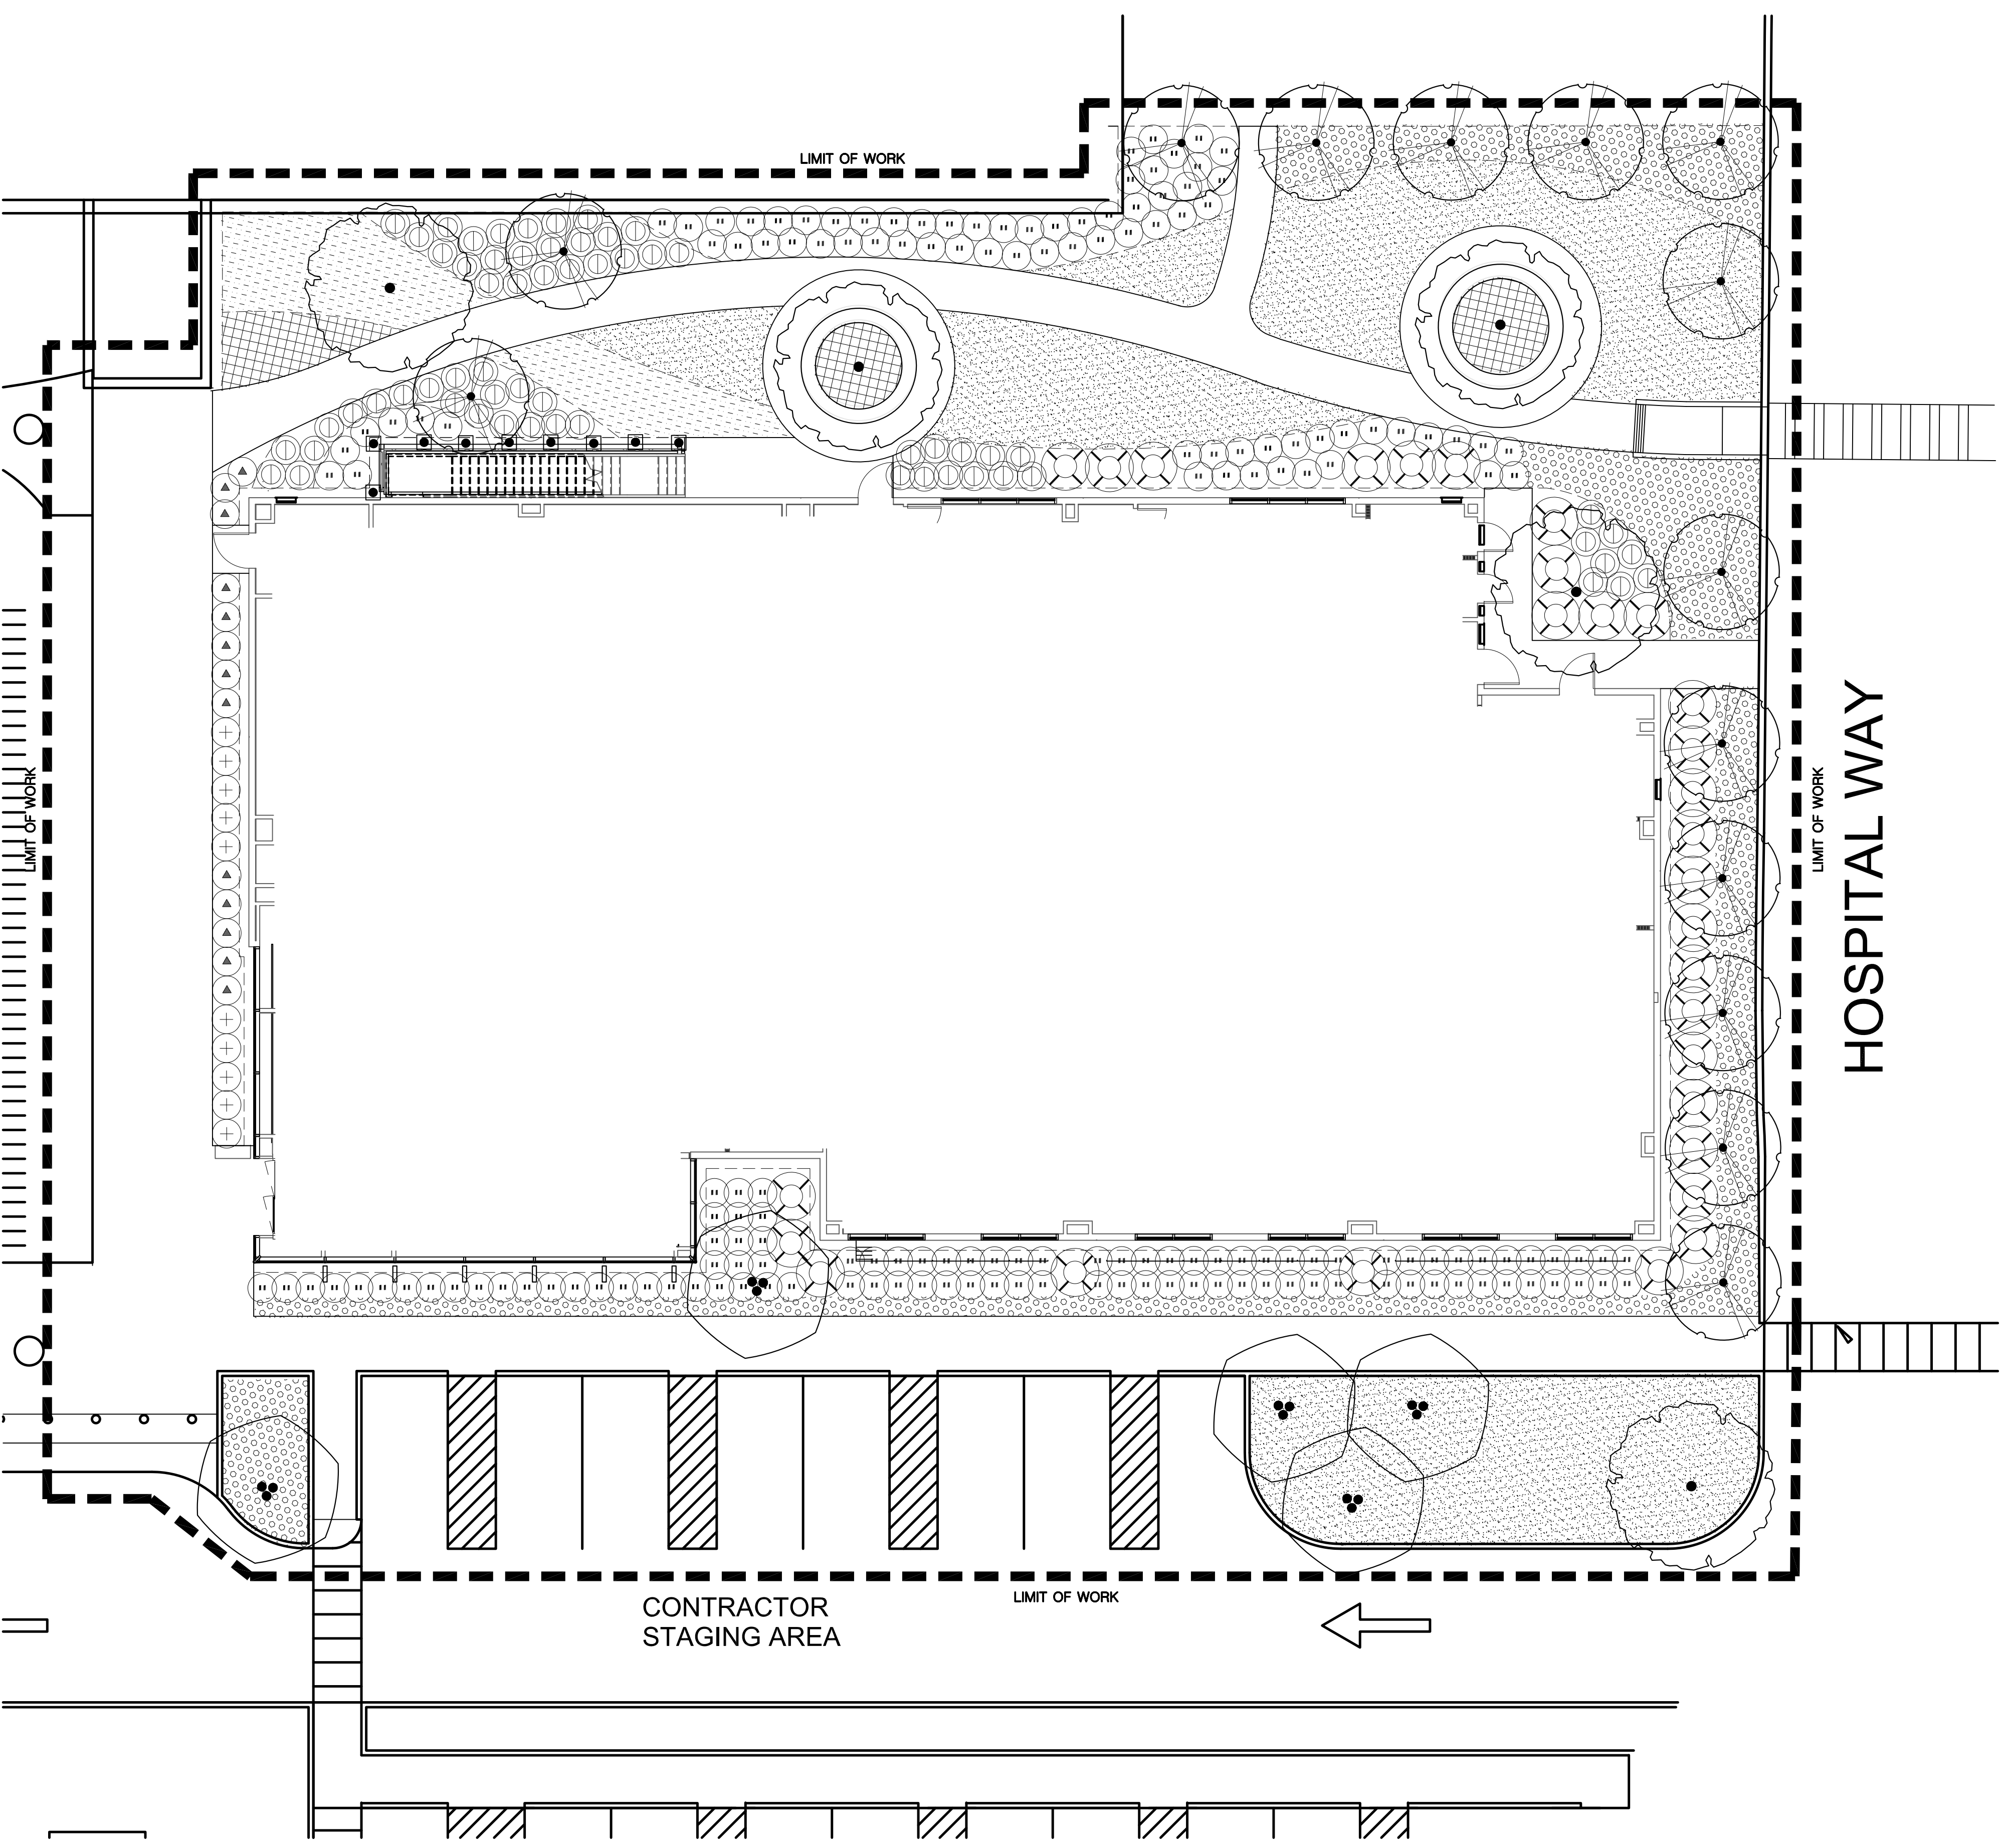 LIMIT OF WORK
LIMIT OF WORK
LIMIT OF WORK
HOSPITAL WAY
LIMIT OF WORK
CONTRACTOR
STAGING AREA